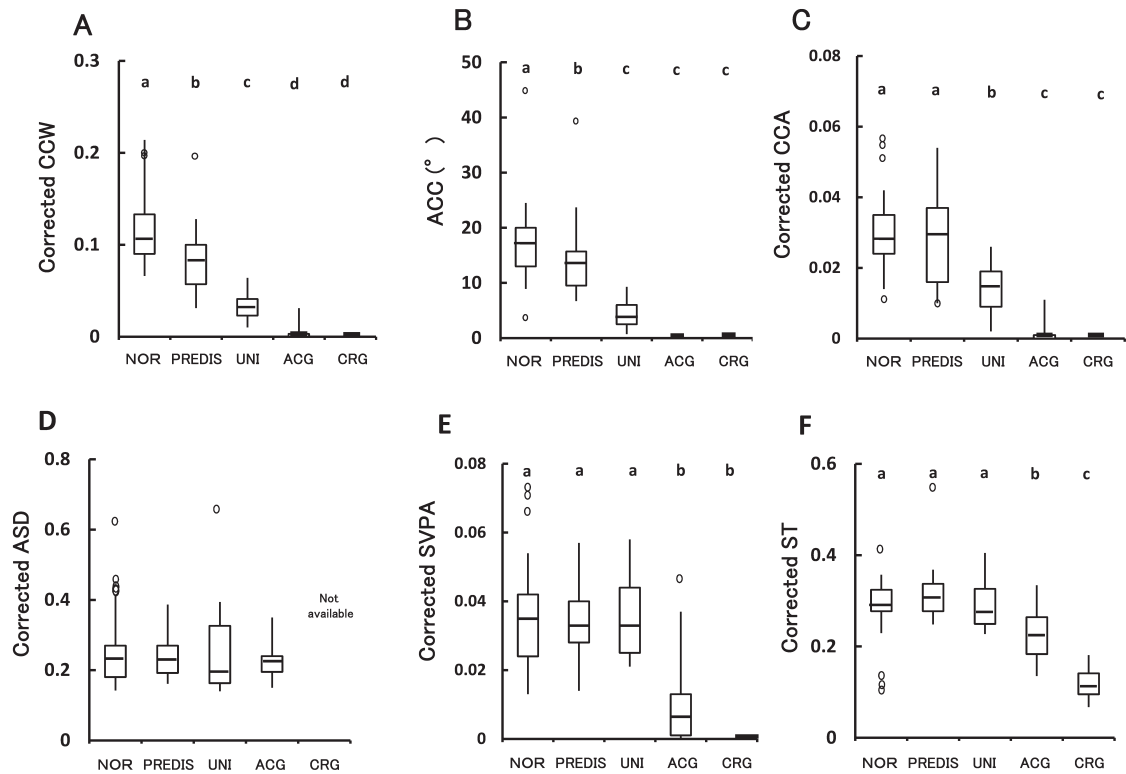 A
Corrected CCW
0.3
0.2
0.1
0
a b c d d
NOR PREDIS UNI ACG CRG
B
ACC (° )
50
40
30
20
10
0
a b c c c
NOR PREDIS UNI ACG CRG
C
Corrected CCA
0.08
0.06
0.04
0.02
0
a a b c c
NOR PREDIS UNI ACG CRG
D
Corrected ASD
0.8
0.6
0.4
0.2
0
Not
available
NOR PREDIS UNI ACG CRG
E
Corrected SVPA
0.08
0.06
0.04
0.02
0
a a a b b
NOR PREDIS UNI ACG CRG
F
Corrected ST
0.6
0.4
0.2
0
a a a b c
NOR PREDIS UNI ACG CRG